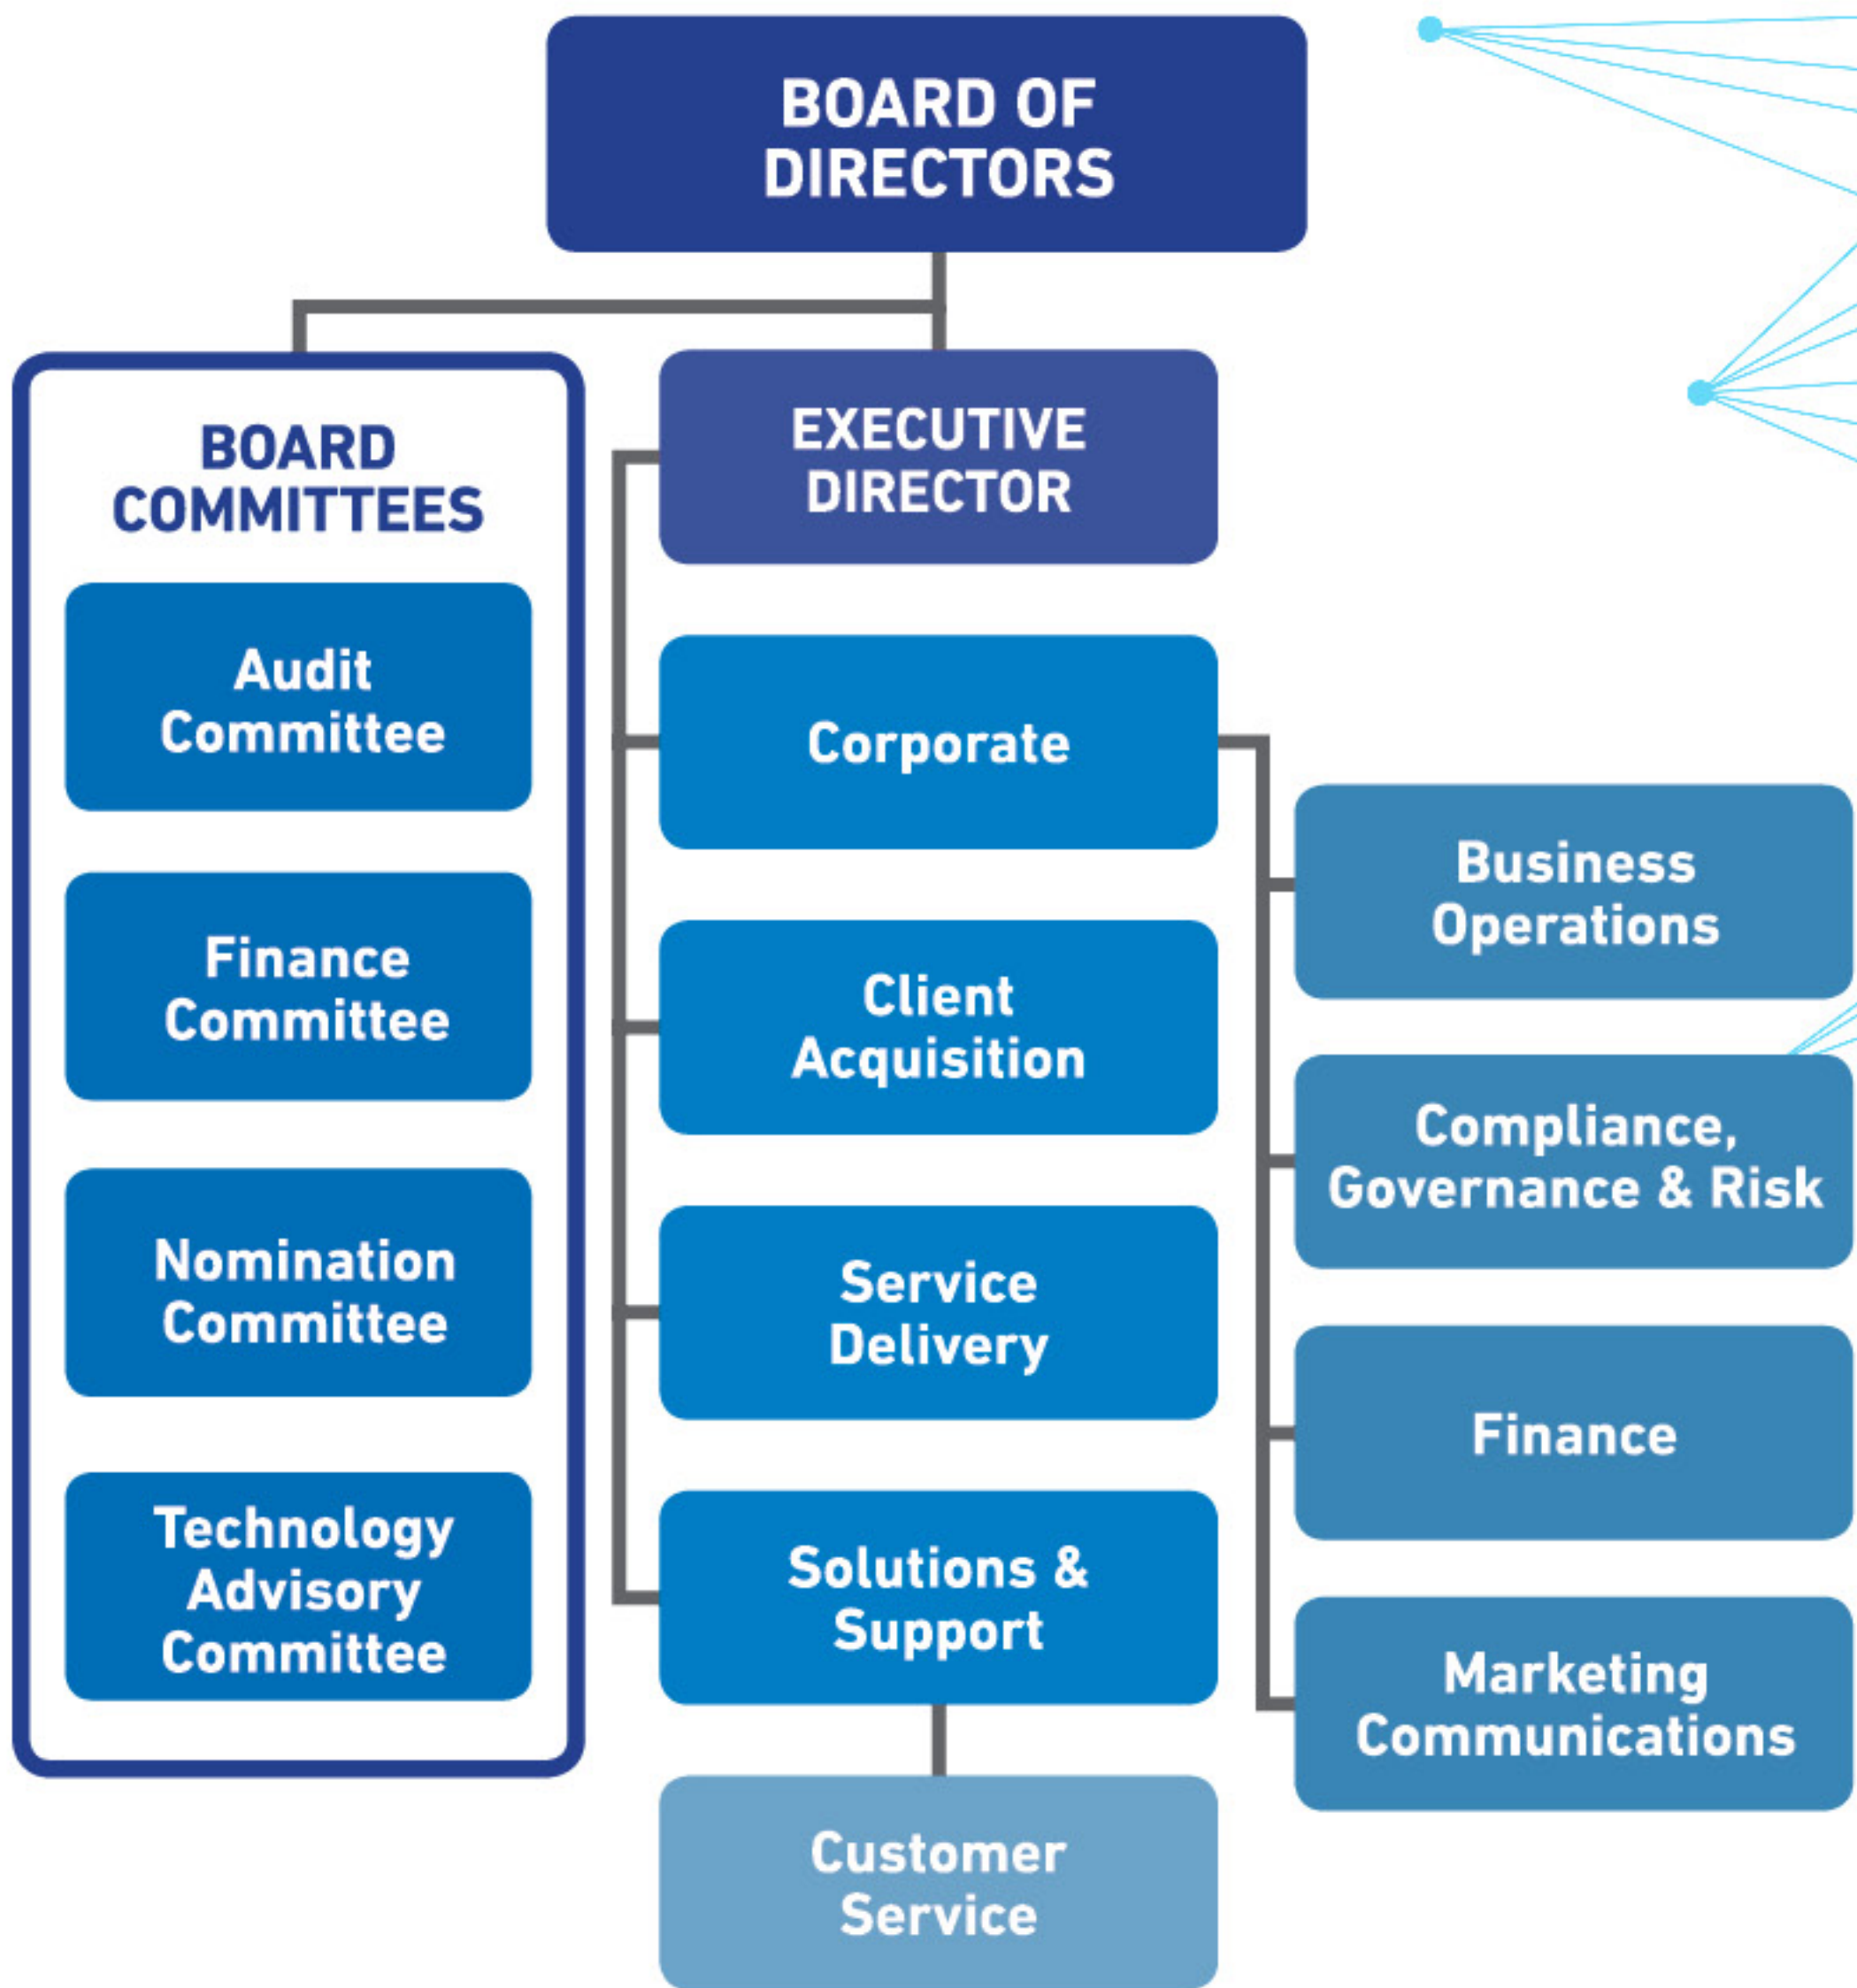 BOARD OF
DIRECTORS
BOARD
COMMITTEES
Audit
Committee
Finance
Committee
Nomination
Committee
Technology
Advisory
Committee
EXECUTIVE
DIRECTOR
Corporate
Client
Acquisition
Service
Delivery
Solutions &
Support
Customer
Service
Business
Operations
Compliance,
Governance & Risk
Finance
Marketing
Communications